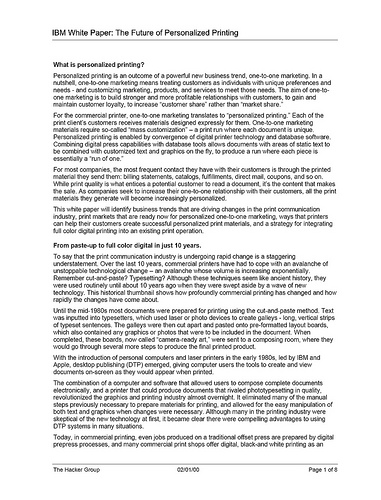 IBM White Paper: The Future of Personalized Printing
What is personalized printing?
Personalized printing is an outcome of a powerful new business trend, one-to-one marketing. In a
nutshell, one-to-one marketing means treating customers as individuals with unique preferences and
needs - and customizing marketing, products, and services to meet those needs. The aim of one-to-
one marketing is to build stronger and more profitable relationships with customers, to gain and
maintain customer loyalty, to increase “customer share” rather than “market share.”
For the commercial printer, one-to-one marketing translates to “personalized printing.” Each of the
print client's customers receives materials designed expressly for them. One-to-one marketing
materials require so-called “mass customization” – a print run where each document is unique.
Personalized printing is enabled by convergence of digital printer technology and database software.
Combining digital press capabilities with database tools allows documents with areas of static text to
be combined with customized text and graphics on the fly, to produce a run where each piece is
essentially a “run of one.”
For most companies, the most frequent contact they have with their customers is through the printed
material they send them: billing statements, catalogs, fulfillments, direct mail, coupons, and so on.
While print quality is what entices a potential customer to read a document, it's the content that makes
the sale. As companies seek to increase their one-to-one relationship with their customers, all the print
materials they generate will become increasingly personalized.
This white paper will identify business trends that are driving changes in the print communication
industry, print markets that are ready now for personalized one-to-one marketing, ways that printers
can help their customers create successful personalized print materials, and a strategy for integrating
full color digital printing into an existing print operation.
From paste-up to full color digital in just 10 years.
To say that the print communication industry is undergoing rapid change is a staggering
understatement. Over the last 10 years, commercial printers have had to cope with an avalanche of
unstoppable technological change – an avalanche whose volume is increasing exponentially.
Remember cut-and-paste? Typesetting? Although these techniques seem like ancient history, they
were used routinely until about 10 years ago when they were swept aside by a wave of new
technology. This historical thumbnail shows how profoundly commercial printing has changed and how
rapidly the changes have come about.
Until the mid-1980s most documents were prepared for printing using the cut-and-paste method. Text
was inputted into typesetters, which used laser or photo devices to create galleys - long, vertical strips
of typeset sentences. The galleys were then cut apart and pasted onto pre-formatted layout boards,
which also contained any graphics or photos that were to be included in the document. When
completed, these boards, now called “camera-ready art,” were sent to a composing room, where they
would go through several more steps to produce the final printed product.
With the introduction of personal computers and laser printers in the early 1980s, led by IBM and
Apple, desktop publishing (DTP) emerged, giving computer users the tools to create and view
documents on-screen as they would appear when printed.
The combination of a computer and software that allowed users to compose complete documents
electronically, and a printer that could produce documents that rivaled phototypesetting in quality,
revolutionized the graphics and printing industry almost overnight. It eliminated many of the manual
steps previously necessary to prepare materials for printing, and allowed for the easy manipulation of
both text and graphics when changes were necessary. Although many in the printing industry were
skeptical of the new technology at first, it became clear there were compelling advantages to using
DTP systems in many situations.
Today, in commercial printing, even jobs produced on a traditional offset press are prepared by digital
prepress processes, and many commercial print shops offer digital, black-and white printing as an
The Hacker Group 02/01/00 Page 1 of 8